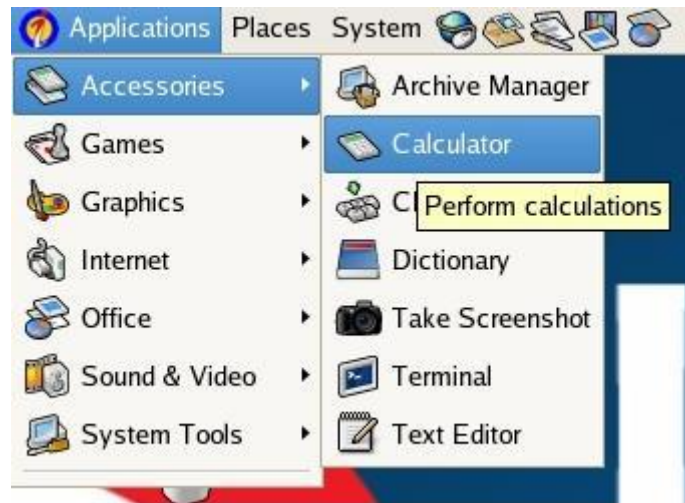 Applications Places System
Accessories
Games
Graphics
Internet
Office
Sound & Video
System Tools
Archive Manager
Calculator
Perform calculations
Dictionary
Take Screenshot
Terminal
Text Editor